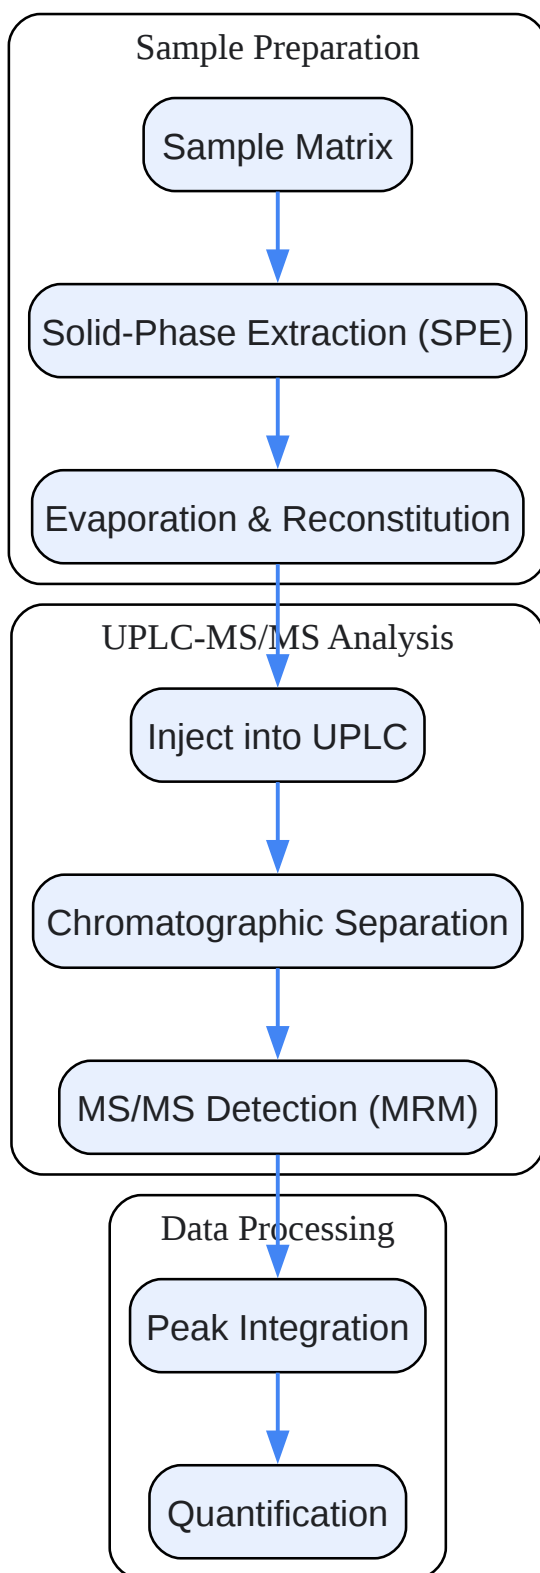 Sample Preparation
Sample Matrix
Solid-Phase Extraction (SPE)
Evaporation & Reconstitution
UPLC-MS/MS Analysis
Inject into UPLC
Chromatographic Separation
MS/MS Detection (MRM)
Data Processing
Peak Integration
Quantification